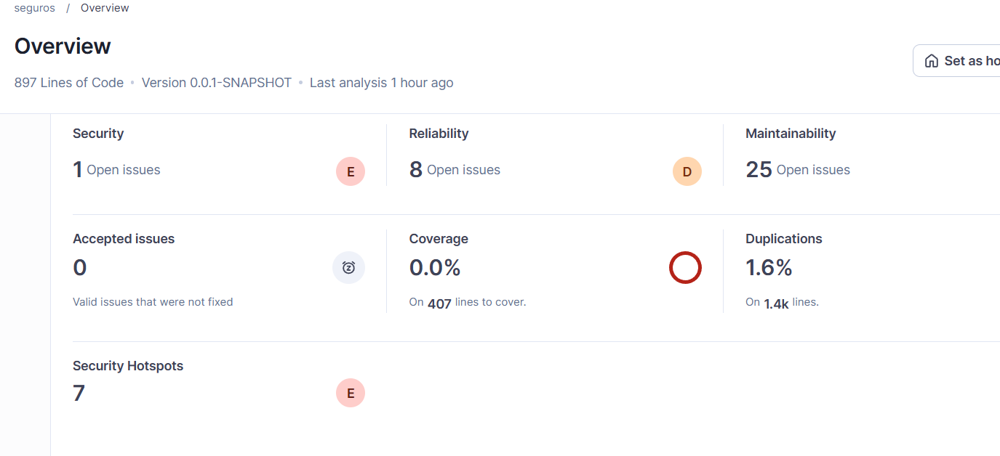 seguros / Overview
Overview
Set as ho
897 Lines of Code • Version 0.0.1-SNAPSHOT • Last analysis 1 hour ago
Security
1 Open issues
E
Reliability
8 Open issues
D
Maintainability
25 Open issues
Accepted issues
0
Valid issues that were not fixed
Coverage
0.0%
On 407 lines to cover.
Duplications
1.6%
On 1.4k lines.
Security Hotspots
7
E